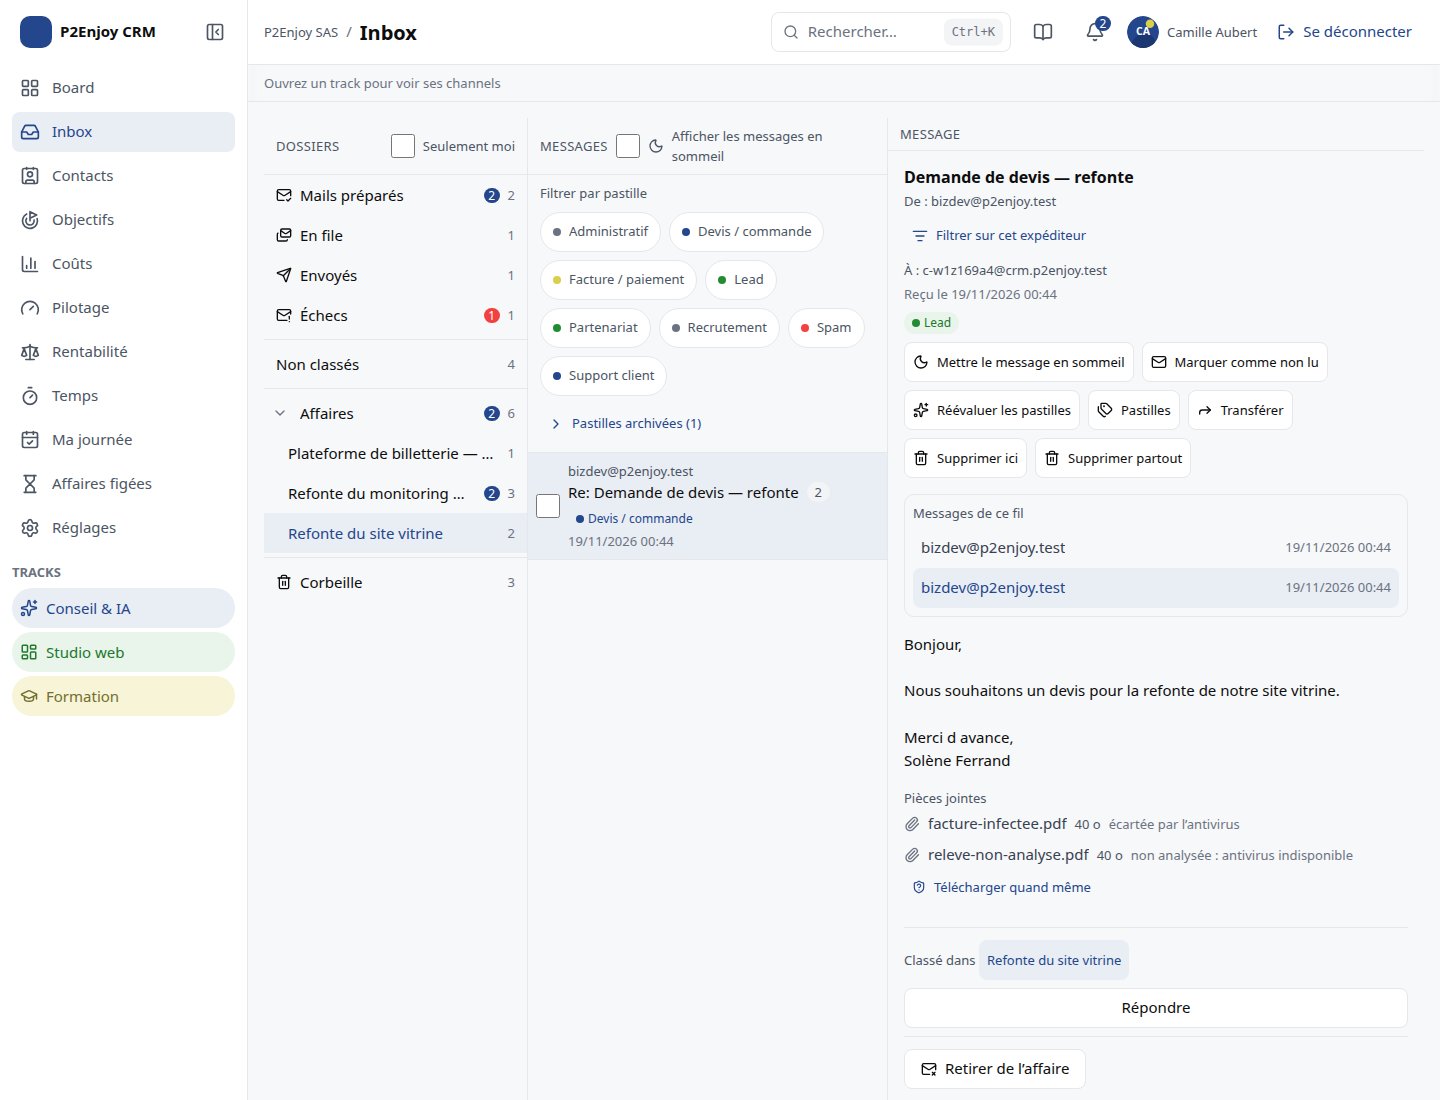 P2Enjoy CRM
Board
Inbox
Contacts
Objectifs
Coûts
Pilotage
Rentabilité
Temps
Ma journée
Affaires figées
Réglages
TRACKS
Conseil & IA
Studio web
Formation
P2Enjoy SAS / Inbox
Rechercher... Ctrl+K
2
CA
Camille Aubert
Se déconnecter
Ouvrez un track pour voir ses channels
DOSSIERS
Seulement moi
Mails préparés 2 2
En file 1
Envoyés 1
Échecs 1 1
Non classés 4
Affaires 2 6
Plateforme de billetterie — ... 1
Refonte du monitoring ... 2 3
Refonte du site vitrine 2
Corbeille 3
MESSAGES
Afficher les messages en
sommeil
Filtrer par pastille
Administratif
Devis / commande
Facture / paiement
Lead
Partenariat
Recrutement
Spam
Support client
Pastilles archivées (1)
bizdev@p2enjoy.test
Re: Demande de devis — refonte 2
Devis / commande
19/11/2026 00:44
MESSAGE
Demande de devis — refonte
De : bizdev@p2enjoy.test
Filtrer sur cet expéditeur
À : c-w1z169a4@crm.p2enjoy.test
Reçu le 19/11/2026 00:44
Lead
Mettre le message en sommeil
Marquer comme non lu
Réévaluer les pastilles
Pastilles
Transférer
Supprimer ici
Supprimer partout
Messages de ce fil
bizdev@p2enjoy.test 19/11/2026 00:44
bizdev@p2enjoy.test 19/11/2026 00:44
Bonjour,
Nous souhaitons un devis pour la refonte de notre site vitrine.
Merci d avance,
Solène Ferrand
Pièces jointes
facture-infectee.pdf 40 o écartée par l’antivirus
releve-non-analyse.pdf 40 o non analysée : antivirus indisponible
Télécharger quand même
Classé dans Refonte du site vitrine
Répondre
Retirer de l’affaire